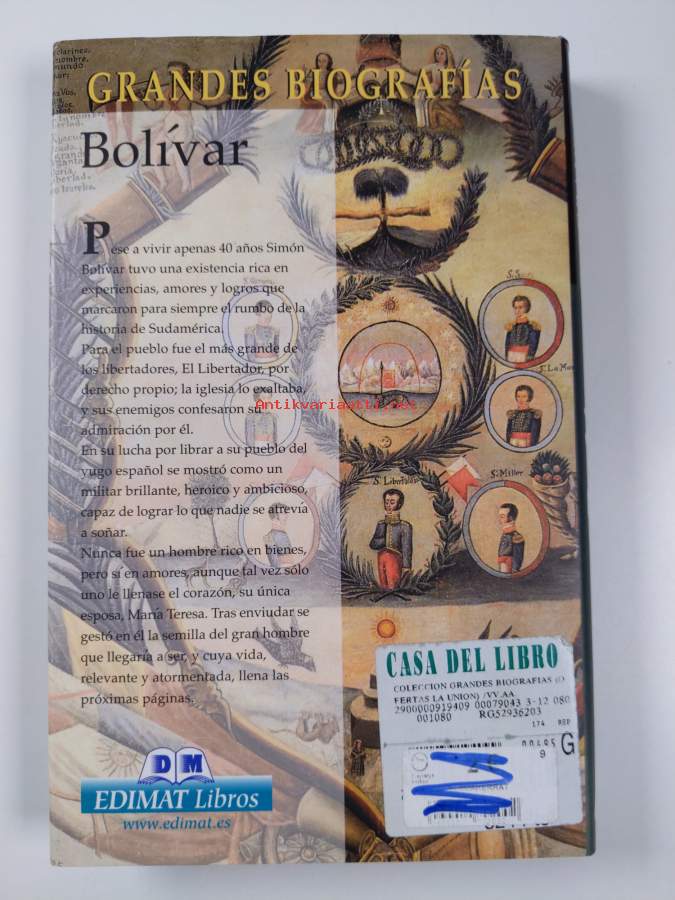 clarines,
nombre,
mundo
GRANDES BIOGRAFÍAS
Bolívar
Pese a vivir apenas 40 años Simón
Bolívar tuvo una existencia rica en
experiencias, amores y logros que
marcaron para siempre el rumbo de la
historia de Sudamérica.
Para el pueblo fue el más grande de
los libertadores, El Libertador, por
derecho propio; la iglesia lo exaltaba,
y sus enemigos confesaron su
admiración por él.
En su lucha por librar a su pueblo del
yugo español se mostró como un
militar brillante, heroico y ambicioso,
capaz de lograr lo que nadie se atrevía
a soñar.
Nunca fue un hombre rico en bienes,
pero sí en amores, aunque tal vez sólo
uno le llenase el corazón, su única
esposa, María Teresa. Tras enviudar se
gestó en él la semilla del gran hombre
que llegaría a ser, y cuya vida,
relevante y atormentada, llena las
próximas páginas.
Antikvariaatti.net
S. La Mar
S. Libertador
S. Miller
DM
EDIMAT Libros
www.edimat.es
CASA DEL LIBRO
COLECCION GRANDES BIOGRAFIAS (O
FERTAS LA UNION) /VV.AA
2900000919409 00079043 3-12 080
001080 RG52936203
174 REP
G
9